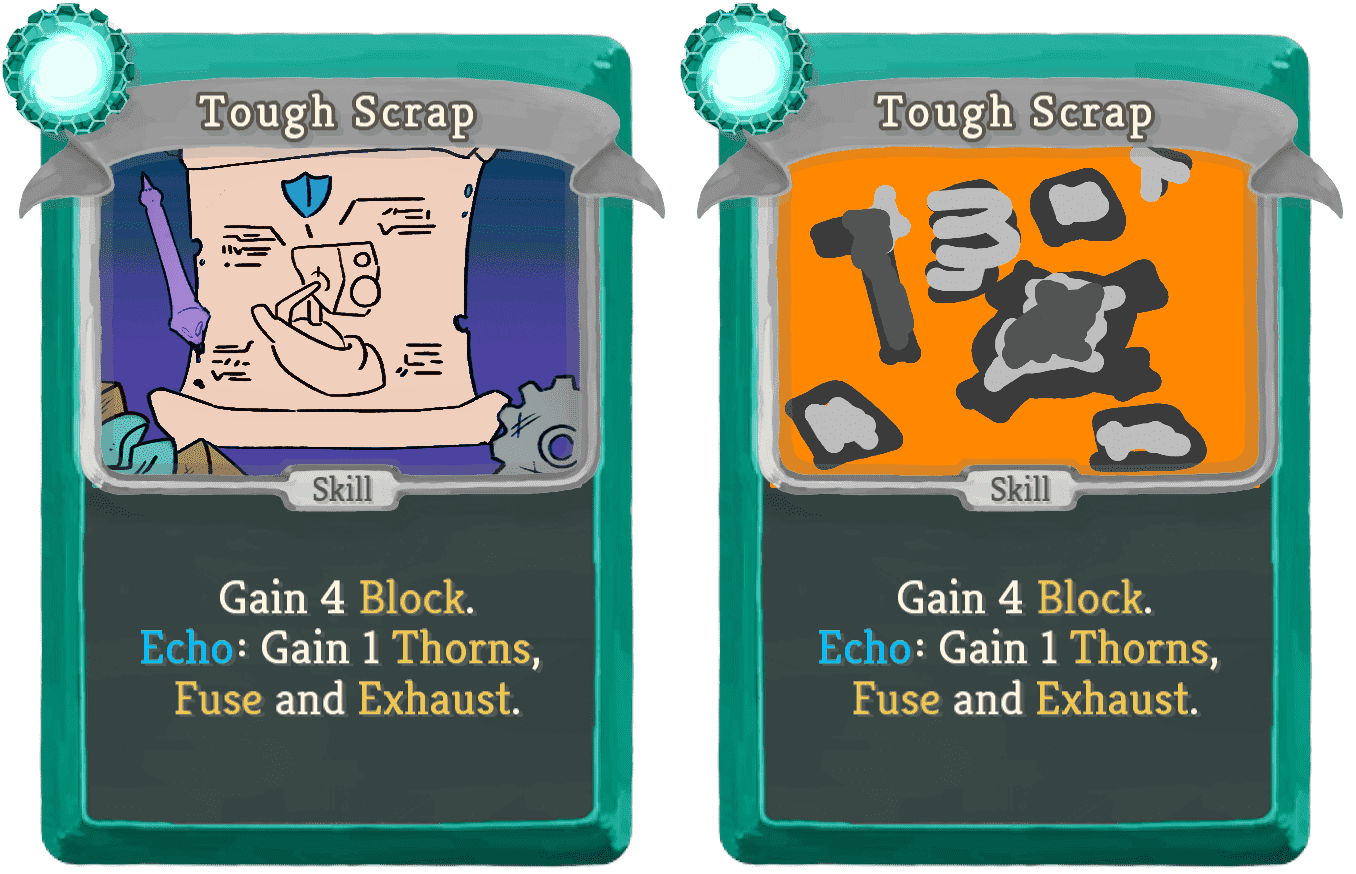 Tough Scrap
Skill
Gain 4 Block.
Echo: Gain 1 Thorns,
Fuse and Exhaust.
Tough Scrap
Skill
Gain 4 Block.
Echo: Gain 1 Thorns,
Fuse and Exhaust.